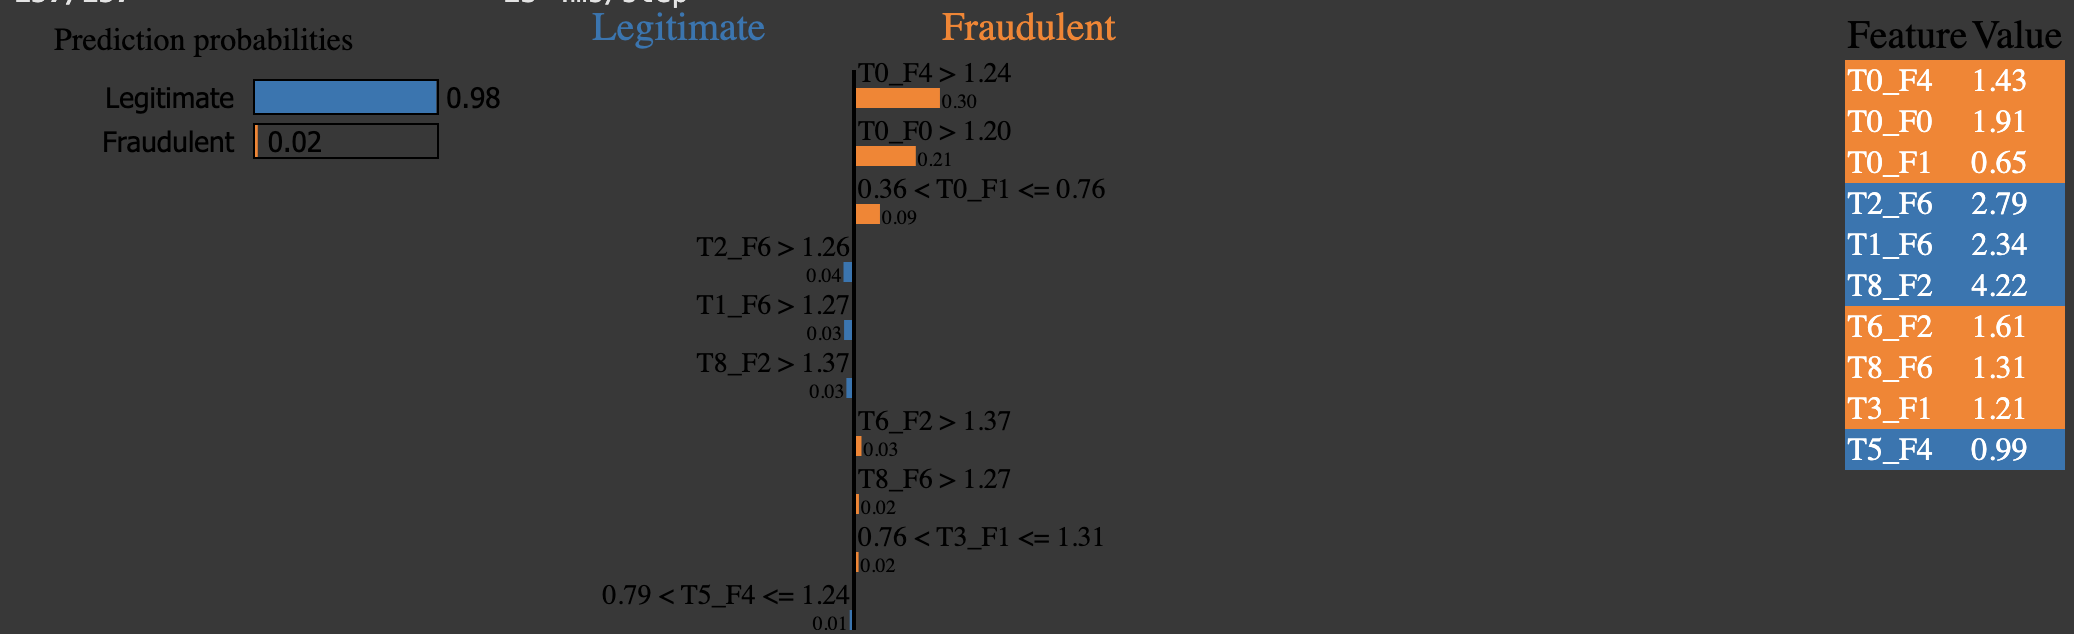 Prediction probabilities
Legitimate 0.98
Fraudulent 0.02
Legitimate Fraudulent
T0_F4 > 1.24
0.30
T0_F0 > 1.20
0.21
0.36 < T0_F1 <= 0.76
0.09
T2_F6 > 1.26
0.04
T1_F6 > 1.27
0.03
T8_F2 > 1.37
0.03
T6_F2 > 1.37
0.03
T8_F6 > 1.27
0.02
0.76 < T3_F1 <= 1.31
0.02
0.79 < T5_F4 <= 1.24
0.01
Feature Value
T0_F4 1.43
T0_F0 1.91
T0_F1 0.65
T2_F6 2.79
T1_F6 2.34
T8_F2 4.22
T6_F2 1.61
T8_F6 1.31
T3_F1 1.21
T5_F4 0.99